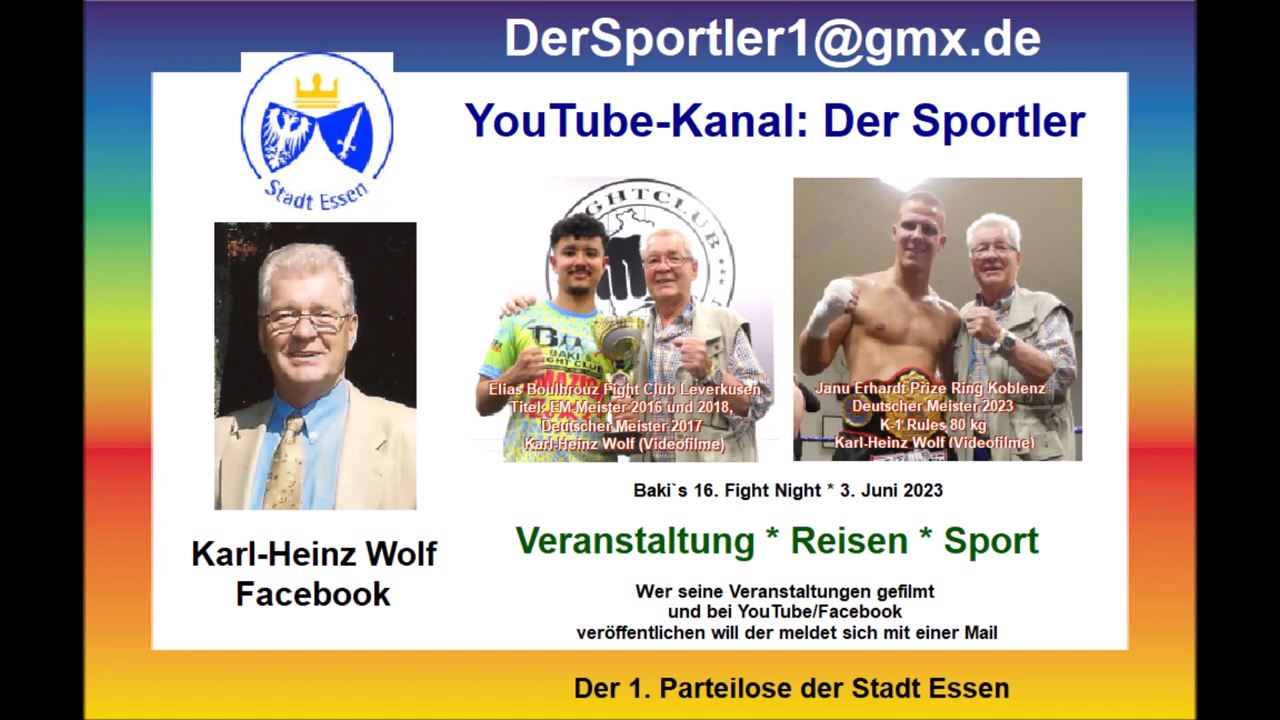 DerSportler1@gmx.de
YouTube-Kanal: Der Sportler
Stadt Essen
FIGHTCLUB
BAKI´S
FIGHT CLUB
Elias Boulhrouz Fight Club Leverkusen
Titel: EM-Meister 2016 und 2018,
Deutscher Meister 2017
Karl-Heinz Wolf (Videofilme)
Janu Erhardt Prize Ring Koblenz
Deutscher Meister 2023
K-1 Rules 80 kg
Karl-Heinz Wolf (Videofilme)
Baki`s 16. Fight Night * 3. Juni 2023
Karl-Heinz Wolf
Facebook
Veranstaltung * Reisen * Sport
Wer seine Veranstaltungen gefilmt
und bei YouTube/Facebook
veröffentlichen will der meldet sich mit einer Mail
Der 1. Parteilose der Stadt Essen